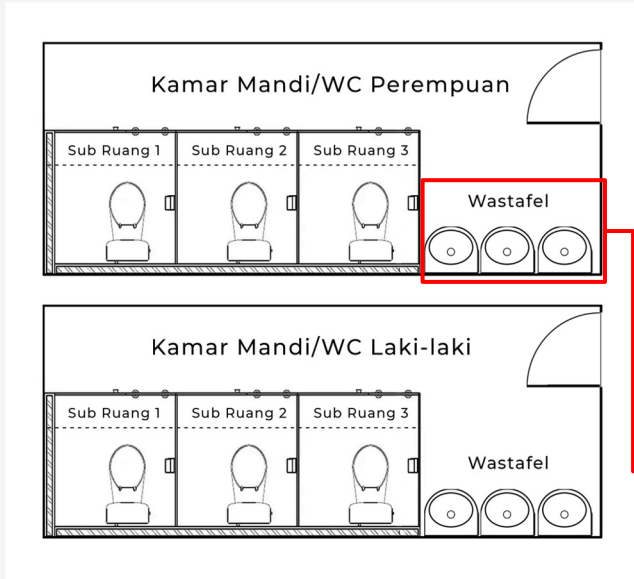 Kamar Mandi/WC Perempuan
Sub Ruang 1 Sub Ruang 2 Sub Ruang 3
Wastafel
Kamar Mandi/WC Laki-laki
Sub Ruang 1 Sub Ruang 2 Sub Ruang 3
Wastafel